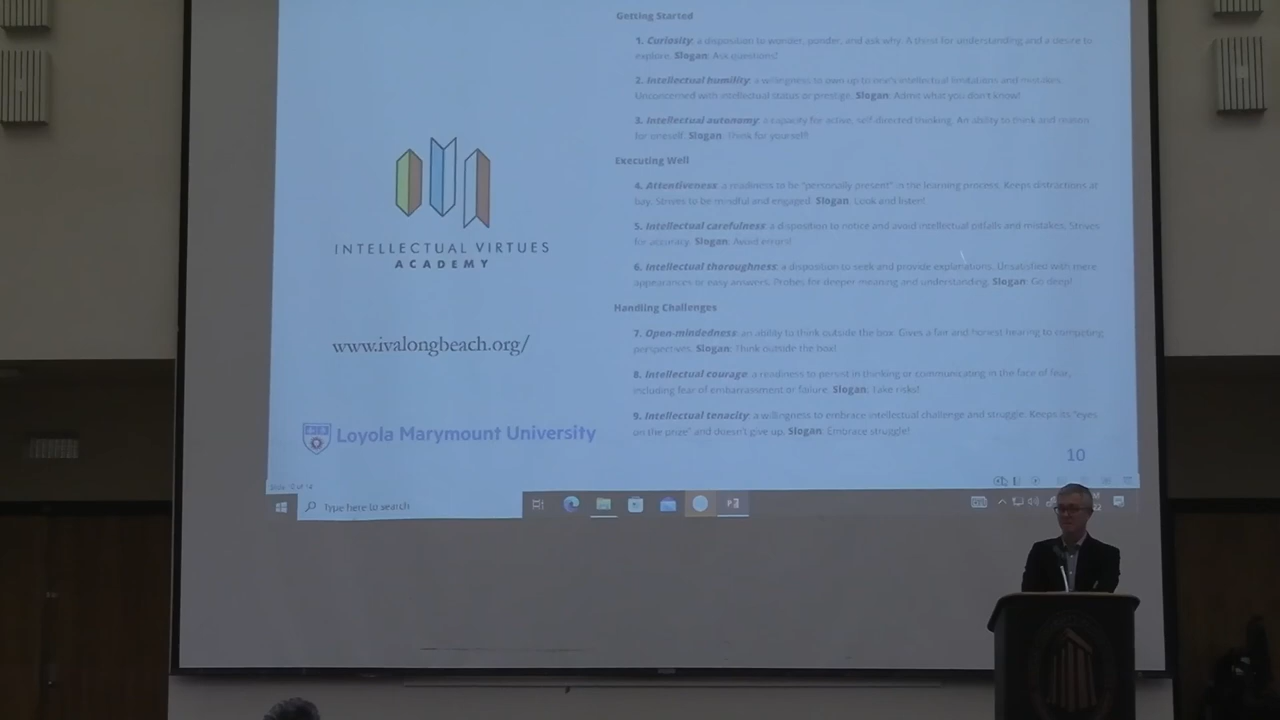 Getting Started
1. Curiosity: a disposition to wonder, ponder, and ask why. A thirst for understanding and a desire to
explore. Slogan: Ask questions!
2. Intellectual humility: a willingness to own up to one's intellectual limitations and mistakes.
Unconcerned with intellectual status or prestige. Slogan: Admit what you don't know!
3. Intellectual autonomy: a capacity for active, self-directed thinking. An ability to think and reason
for oneself. Slogan: Think for yourself!
Executing Well
4. Attentiveness: a readiness to be "personally present" in the learning process. Keeps distractions at
bay. Strives to be mindful and engaged. Slogan: Look and listen!
5. Intellectual carefulness: a disposition to notice and avoid intellectual pitfalls and mistakes. Strives
for accuracy. Slogan: Avoid errors!
6. Intellectual thoroughness: a disposition to seek and provide explanations. Unsatisfied with mere
appearances or easy answers. Probes for deeper meaning and understanding. Slogan: Go deep!
Handling Challenges
7. Open-mindedness: an ability to think outside the box. Gives a fair and honest hearing to competing
perspectives. Slogan: Think outside the box!
8. Intellectual courage: a readiness to persist in thinking or communicating in the face of fear,
including fear of embarrassment or failure. Slogan: Take risks!
9. Intellectual tenacity: a willingness to embrace intellectual challenge and struggle. Keeps its "eyes
on the prize" and doesn't give up. Slogan: Embrace struggle!
INTELLECTUAL VIRTUES
ACADEMY
www.ivalongbeach.org/
Loyola Marymount University
10
Slide 10 of 14
Type here to search